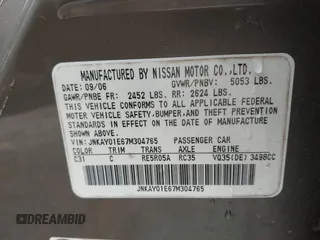 MANUFACTURED BY NISSAN MOTOR CO., LTD.
DATE: 09/06 GVWR/PNBV: 5053 LBS.
GAWR/PNBE FR: 2452 LBS. RR: 2624 LBS.
THIS VEHICLE CONFORMS TO ALL APPLICABLE
FEDERAL MOTOR VEHICLE SAFETY, BUMPER, AND THEFT
PREVENTION STANDARDS IN EFFECT ON THE DATE OF
MANUFACTURE SHOWN ABOVE.
VIN: JNKAY01E67M304765 PASSENGER CAR
COLOR TRIM TRANS AXLE ENGINE
C31 C RE5R05A RC35 VQ35(DE) 3498CC
JNKAY01E67M304765
DREAMBID